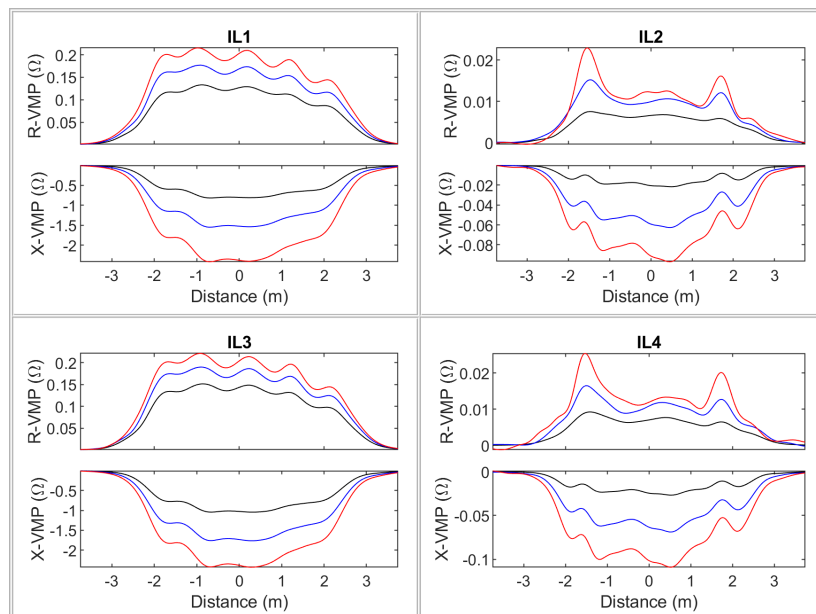 IL1
R-VMP (Ω)
0.2
0.15
0.1
0.05
X-VMP (Ω)
-0.5
-1
-1.5
-2
-3 -2 -1 0 1 2 3
Distance (m)
IL2
R-VMP (Ω)
0.02
0.01
0
X-VMP (Ω)
-0.02
-0.04
-0.06
-0.08
-3 -2 -1 0 1 2 3
Distance (m)
IL3
R-VMP (Ω)
0.2
0.15
0.1
0.05
X-VMP (Ω)
-0.5
-1
-1.5
-2
-3 -2 -1 0 1 2 3
Distance (m)
IL4
R-VMP (Ω)
0.02
0.01
0
X-VMP (Ω)
0
-0.05
-0.1
-3 -2 -1 0 1 2 3
Distance (m)